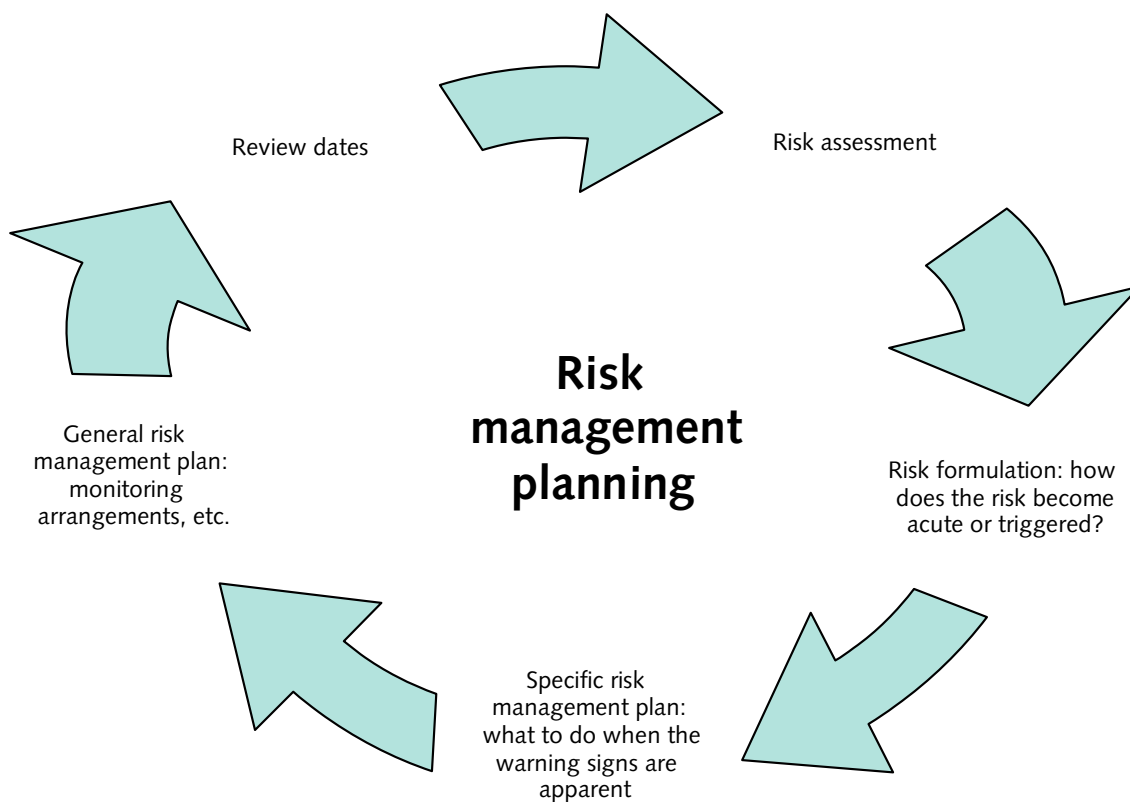 Review dates
Risk assessment
Risk
management
planning
General risk
management plan:
monitoring
arrangements, etc.
Risk formulation: how
does the risk become
acute or triggered?
Specific risk
management plan:
what to do when the
warning signs are
apparent